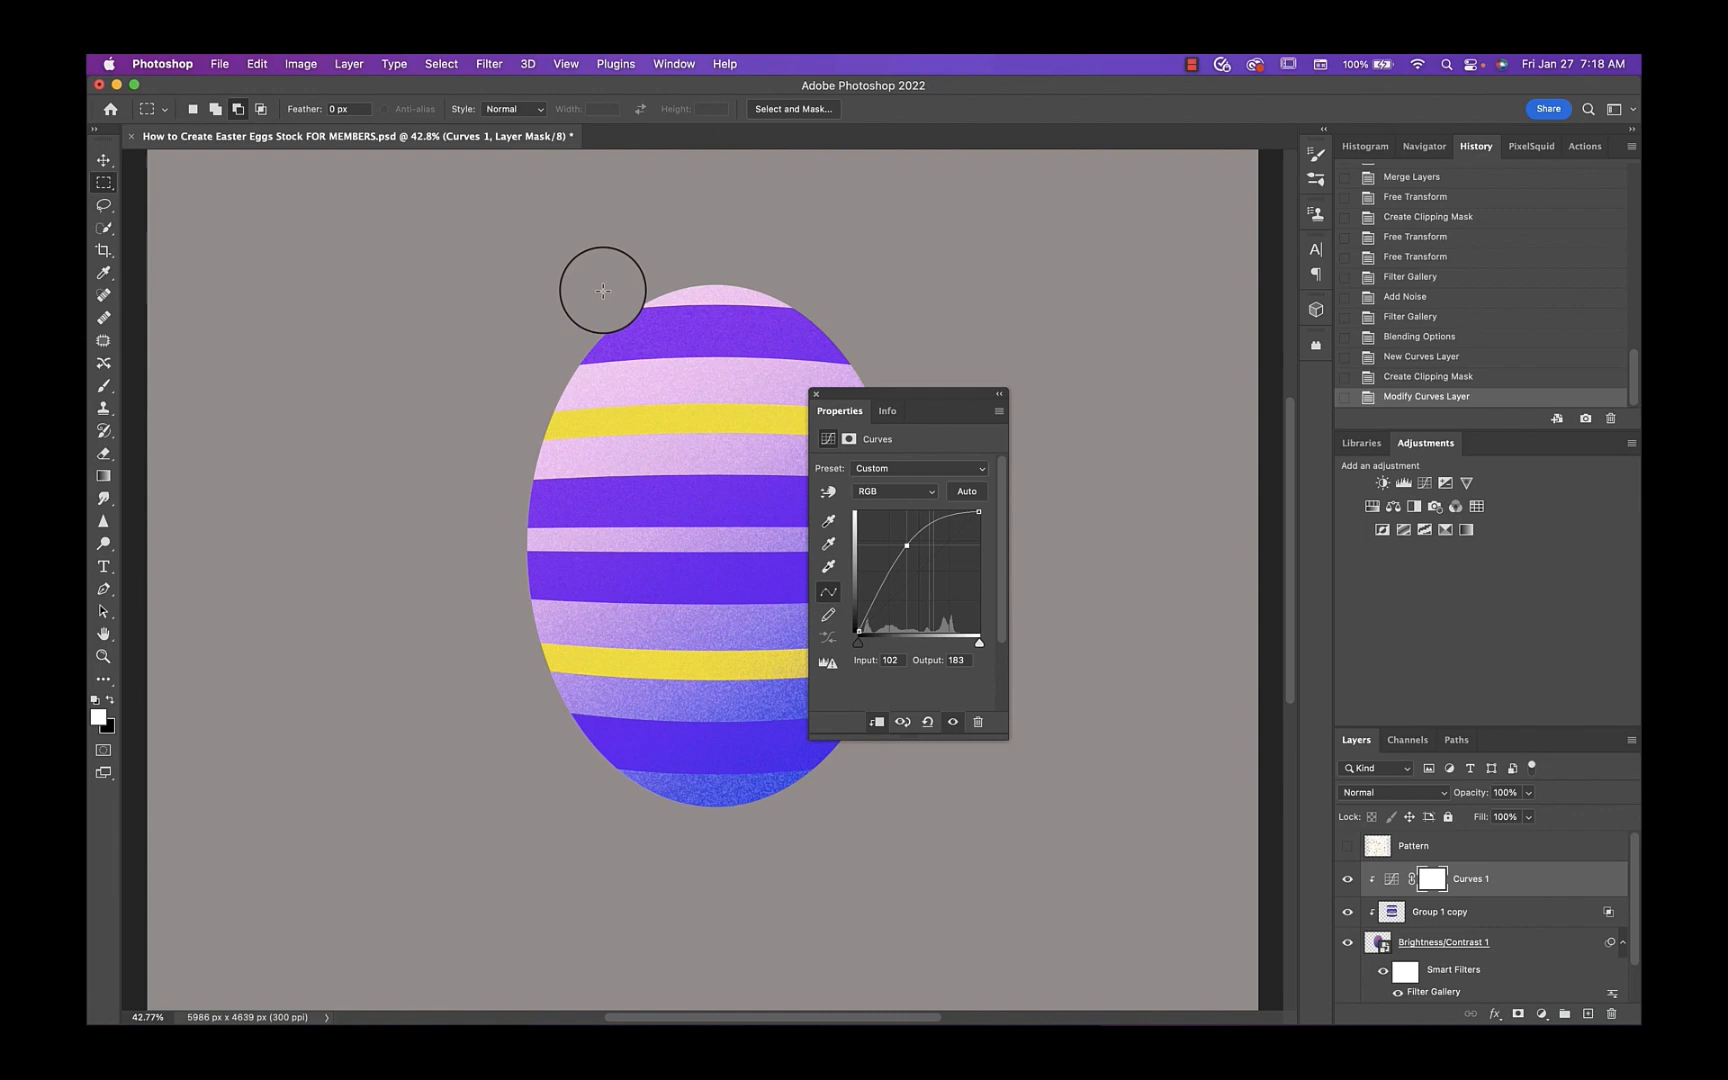 Photoshop File Edit Image Layer Type Select Filter 3D View Plugins Window Help 100% Fri Jan 27 7:18 AM
Adobe Photoshop 2022
Feather: 0 px Anti-alias Style: Normal Width: Height: Select and Mask... Share
How to Create Easter Eggs Stock FOR MEMBERS.psd @ 42.8% (Curves 1, Layer Mask/8) *
Histogram Navigator History PixelSquid Actions
Merge Layers
Free Transform
Create Clipping Mask
Free Transform
Free Transform
Filter Gallery
Add Noise
Filter Gallery
Blending Options
New Curves Layer
Create Clipping Mask
Modify Curves Layer
Properties Info
Curves
Preset: Custom
RGB Auto
Input: 102 Output: 183
Libraries Adjustments
Add an adjustment
Layers Channels Paths
Kind
Normal Opacity: 100%
Lock: Fill: 100%
Pattern
Curves 1
Group 1 copy
Brightness/Contrast 1
Smart Filters
Filter Gallery
42.77% 5986 px x 4639 px (300 ppi)